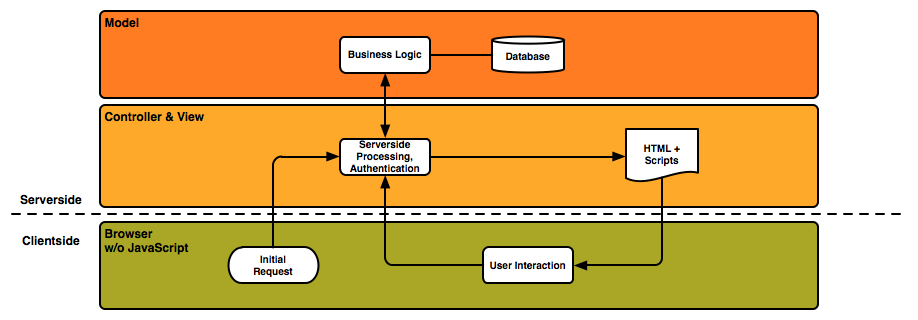 Model
Business Logic
Database
Controller & View
Serverside
Processing,
Authentication
HTML +
Scripts
Serverside
Clientside
Browser
w/o JavaScript
Initial
Request
User Interaction